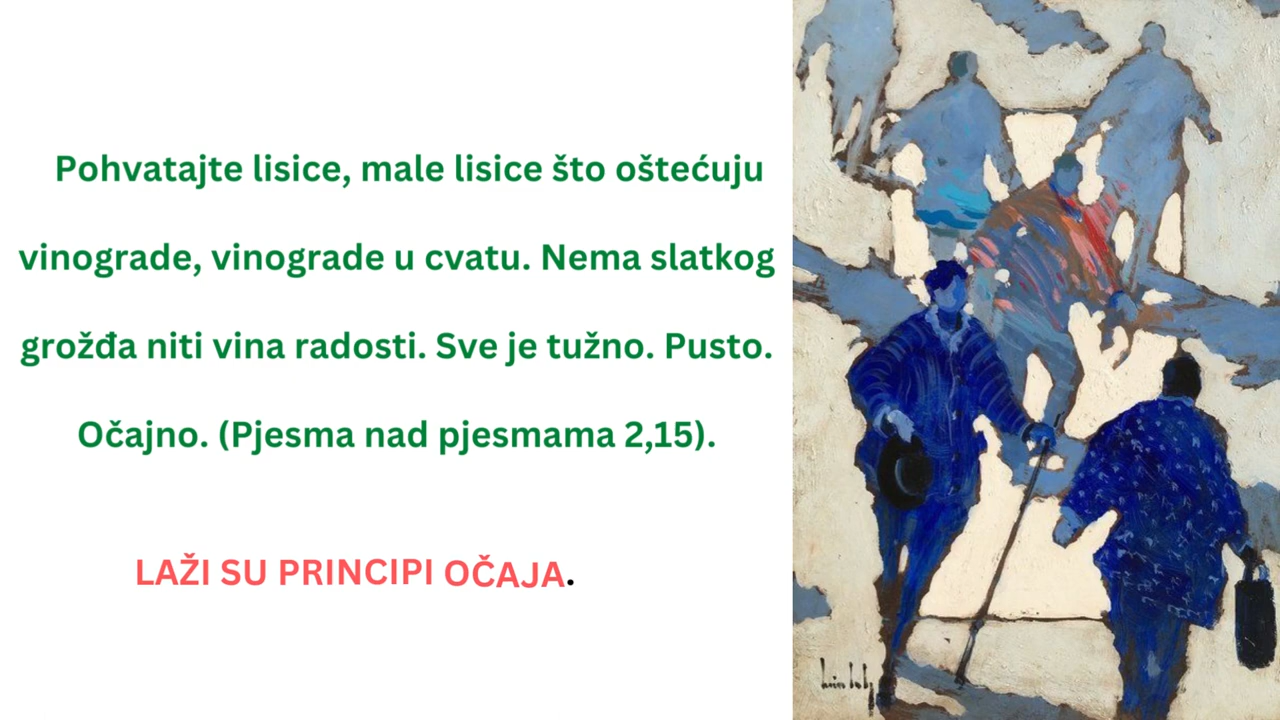 Pohvatajte lisice, male lisice što oštećuju
vinograde, vinograde u cvatu. Nema slatkog
grožđa niti vina radosti. Sve je tužno. Pusto.
Očajno. (Pjesma nad pjesmama 2,15).
LAŽI SU PRINCIPI OČAJA.